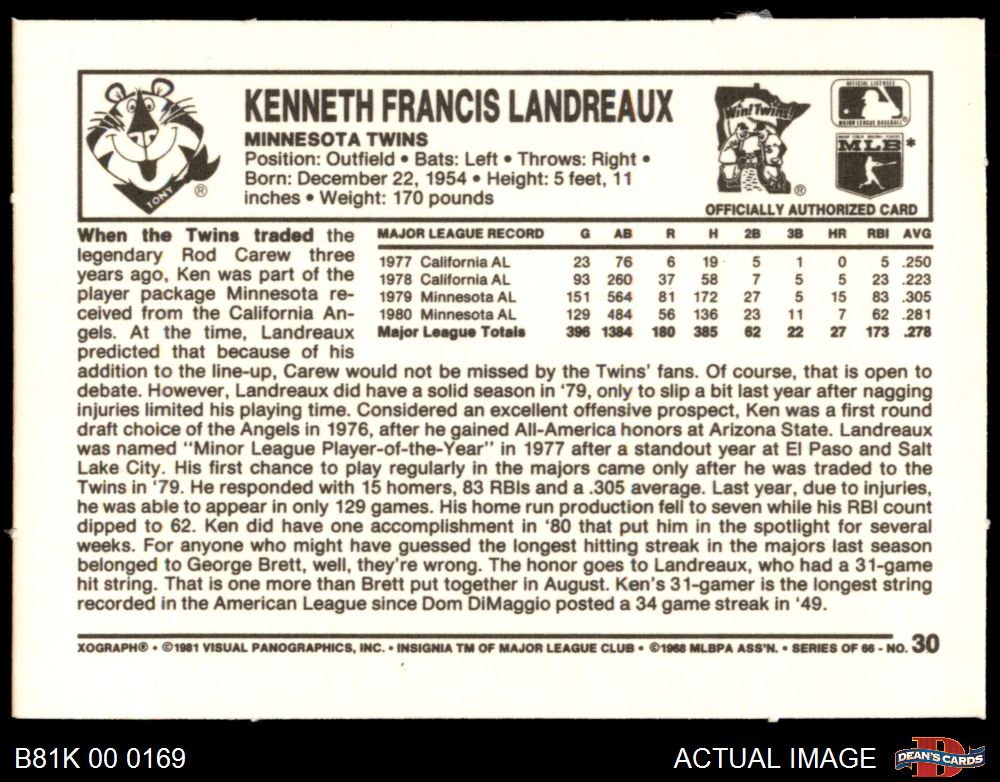 KENNETH FRANCIS LANDREAUX
MINNESOTA TWINS
Position: Outfield • Bats: Left • Throws: Right •
Born: December 22, 1954 • Height: 5 feet, 11
inches • Weight: 170 pounds
TONY
®
Win! Twins!
®
OFFICIAL LICENSEE
MAJOR LEAGUE BASEBALL
MLB *
OFFICIALLY AUTHORIZED CARD
When the Twins traded the
legendary Rod Carew three
years ago, Ken was part of the
player package Minnesota re-
ceived from the California An-
gels. At the time, Landreaux
predicted that because of his
MAJOR LEAGUE RECORD G AB R H 2B 3B HR RBI AVG
1977 California AL 23 76 6 19 5 1 0 5 .250
1978 California AL 93 260 37 58 7 5 5 23 .223
1979 Minnesota AL 151 564 81 172 27 5 15 83 .305
1980 Minnesota AL 129 484 56 136 23 11 7 62 .281
Major League Totals 396 1384 180 385 62 22 27 173 .278
addition to the line-up, Carew would not be missed by the Twins' fans. Of course, that is open to
debate. However, Landreaux did have a solid season in '79, only to slip a bit last year after nagging
injuries limited his playing time. Considered an excellent offensive prospect, Ken was a first round
draft choice of the Angels in 1976, after he gained All-America honors at Arizona State. Landreaux
was named "Minor League Player-of-the-Year" in 1977 after a standout year at El Paso and Salt
Lake City. His first chance to play regularly in the majors came only after he was traded to the
Twins in '79. He responded with 15 homers, 83 RBIs and a .305 average. Last year, due to injuries,
he was able to appear in only 129 games. His home run production fell to seven while his RBI count
dipped to 62. Ken did have one accomplishment in '80 that put him in the spotlight for several
weeks. For anyone who might have guessed the longest hitting streak in the majors last season
belonged to George Brett, well, they're wrong. The honor goes to Landreaux, who had a 31-game
hit string. That is one more than Brett put together in August. Ken's 31-gamer is the longest string
recorded in the American League since Dom DiMaggio posted a 34 game streak in '49.
XOGRAPH® • ©1981 VISUAL PANOGRAPHICS, INC. • INSIGNIA TM OF MAJOR LEAGUE CLUB • ©1968 MLBPA ASS'N. • SERIES OF 66 - NO. 30
B81K 00 0169
ACTUAL IMAGE
DEAN'S CARDS